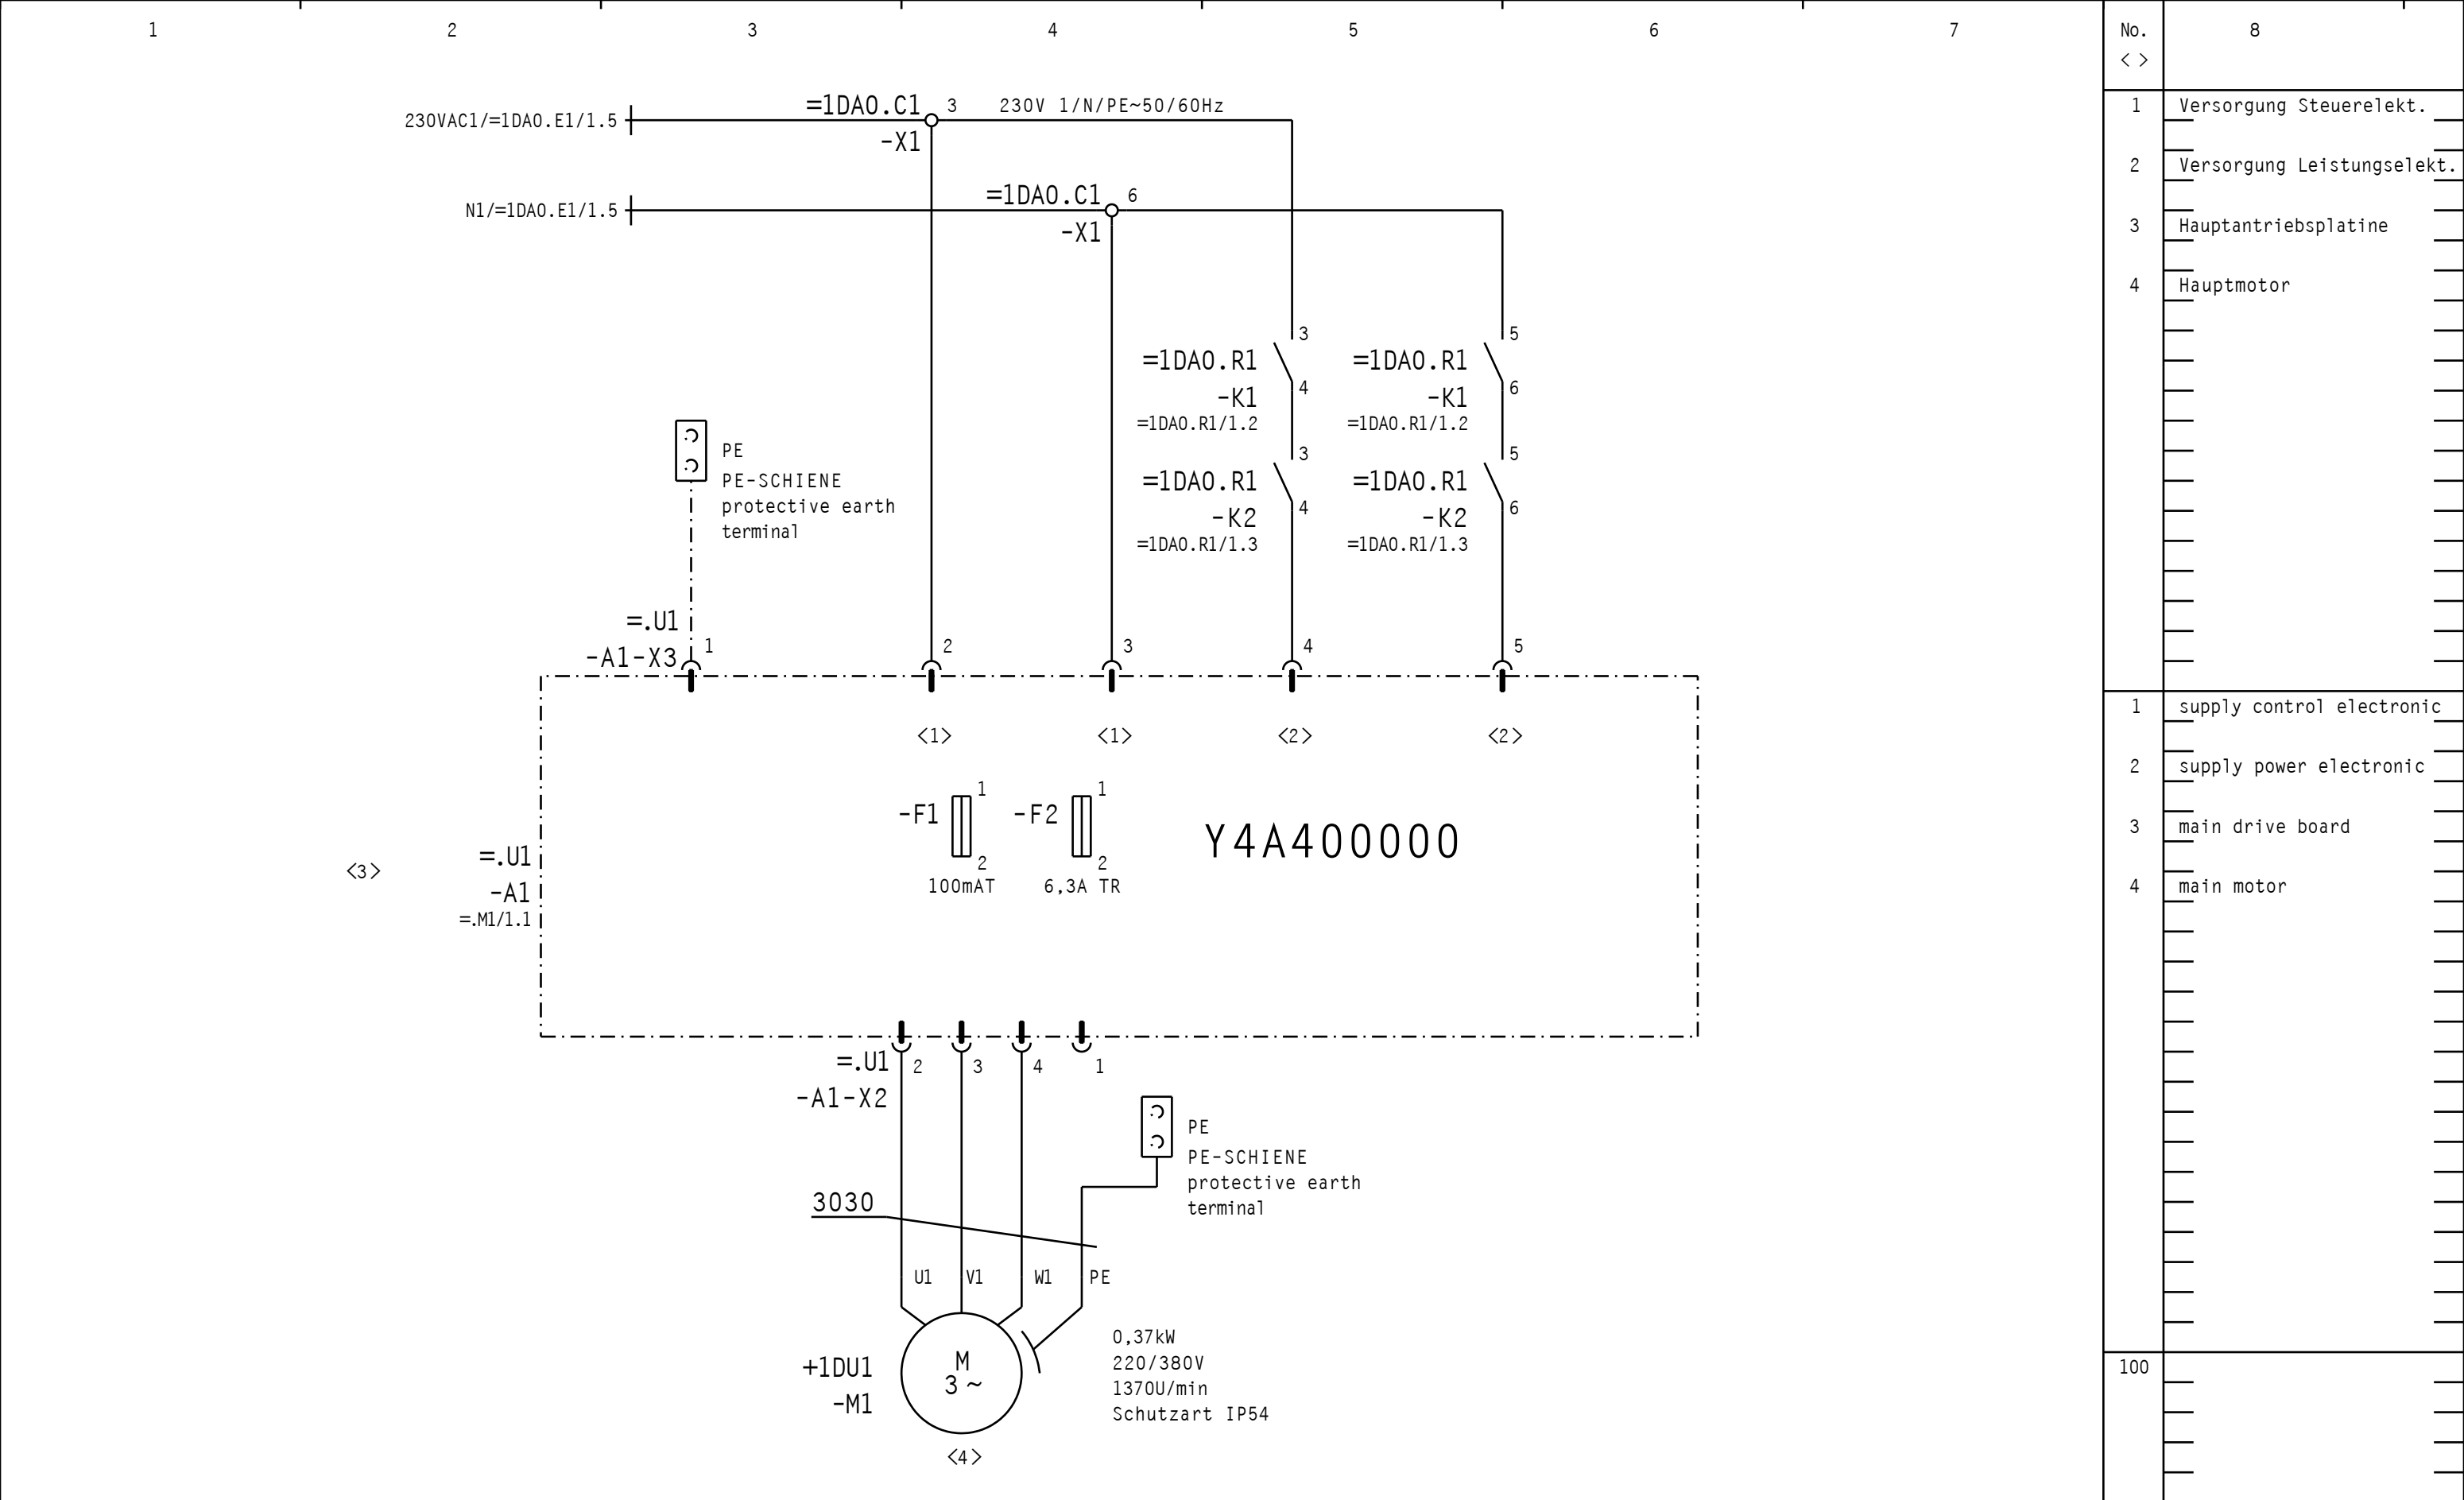 1 2 3 4 5 6 7 No. 8
< >
230VAC1/=1DA0.E1/1.5 =1DA0.C1 3 230V 1/N/PE~50/60Hz
-X1
N1/=1DA0.E1/1.5 =1DA0.C1 6
-X1
3 5
=1DA0.R1 =1DA0.R1
4 6
-K1 -K1
=1DA0.R1/1.2 =1DA0.R1/1.2
3 5
=1DA0.R1 =1DA0.R1
4 6
-K2 -K2
=1DA0.R1/1.3 =1DA0.R1/1.3
PE
PE-SCHIENE
protective earth
terminal
=.U1
-A1-X3 1 2 3 4 5
<1> <1> <2> <2>
-F1 1 2
100mAT
-F2 1 2
6,3A TR
Y4A400000
<3>
=.U1
-A1
=.M1/1.1
=.U1 2 3 4 1
-A1-X2
PE
PE-SCHIENE
protective earth
terminal
3030
U1 V1 W1 PE
+1DU1
-M1
M
3~
0,37kW
220/380V
1370U/min
Schutzart IP54
<4>
1 Versorgung Steuerelekt.
2 Versorgung Leistungselekt.
3 Hauptantriebsplatine
4 Hauptmotor
1 supply control electronic
2 supply power electronic
3 main drive board
4 main motor
100